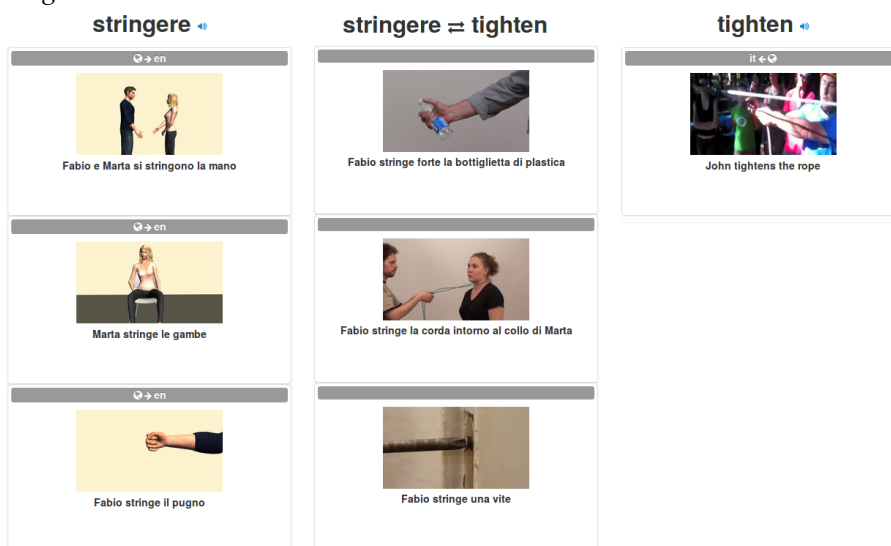 stringere
stringere ⇄ tighten
tighten
→ en
Fabio e Marta si stringono la mano
→ en
Marta stringe le gambe
→ en
Fabio stringe il pugno
Fabio stringe forte la bottiglietta di plastica
Fabio stringe la corda intorno al collo di Marta
Fabio stringe una vite
it ←
John tightens the rope